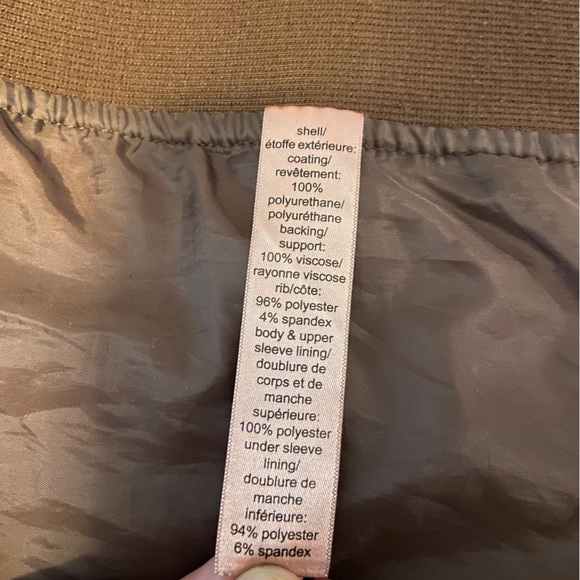 shell/
étoffe extérieure:
coating/
revêtement:
100%
polyurethane/
polyuréthane
backing/
support:
100% viscose/
rayonne viscose
rib/côte:
96% polyester
4% spandex
body & upper
sleeve lining/
doublure de
corps et de
manche
supérieure:
100% polyester
under sleeve
lining/
doublure de
manche
inférieure:
94% polyester
6% spandex